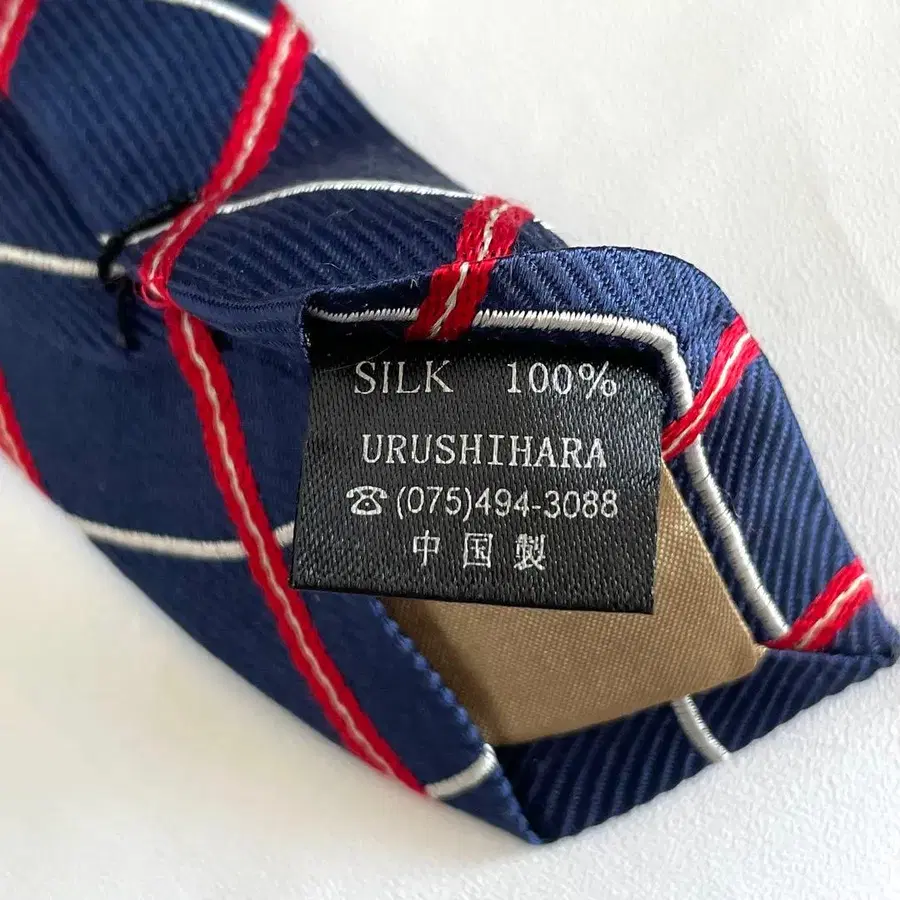 SILK 100%
URUSHIHARA
☎(075)494-3088
中国製